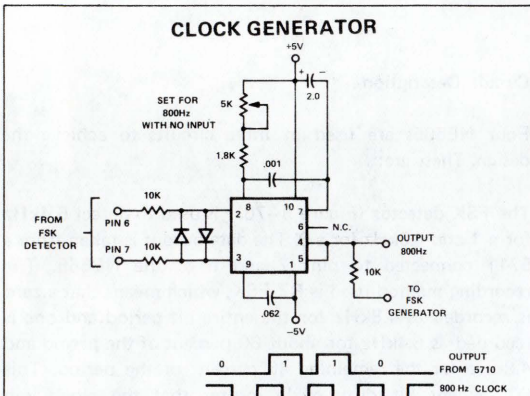 CLOCK GENERATOR
+5V
+
2.0
SET FOR
800Hz
WITH NO INPUT
5K
1.8K
.001
10K
8
10
2
7
PIN 6
6
N.C.
FROM
FSK
DETECTOR
4
OUTPUT
800Hz
10K
3
5
9
1
10K
TO
FSK
GENERATOR
.062
−5V
0
1
1
0
OUTPUT
FROM 5710
800 Hz CLOCK